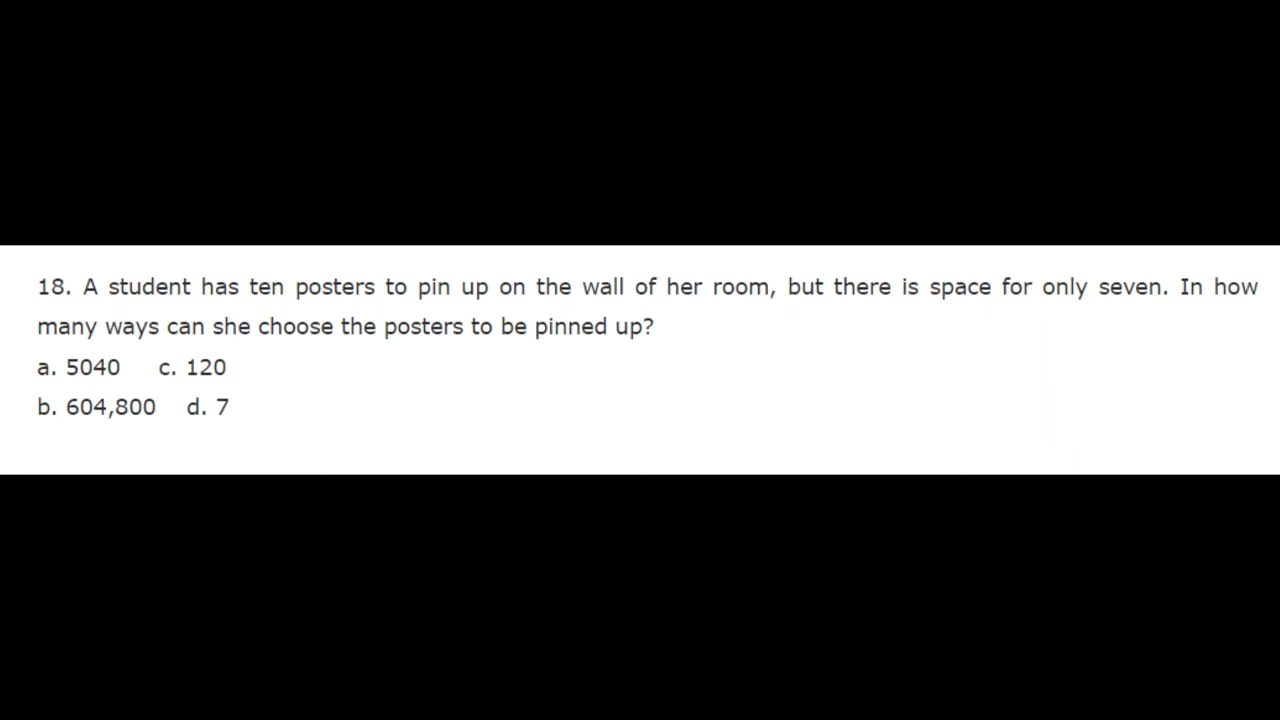 18. A student has ten posters to pin up on the wall of her room, but there is space for only seven. In how
many ways can she choose the posters to be pinned up?
a. 5040 c. 120
b. 604,800 d. 7